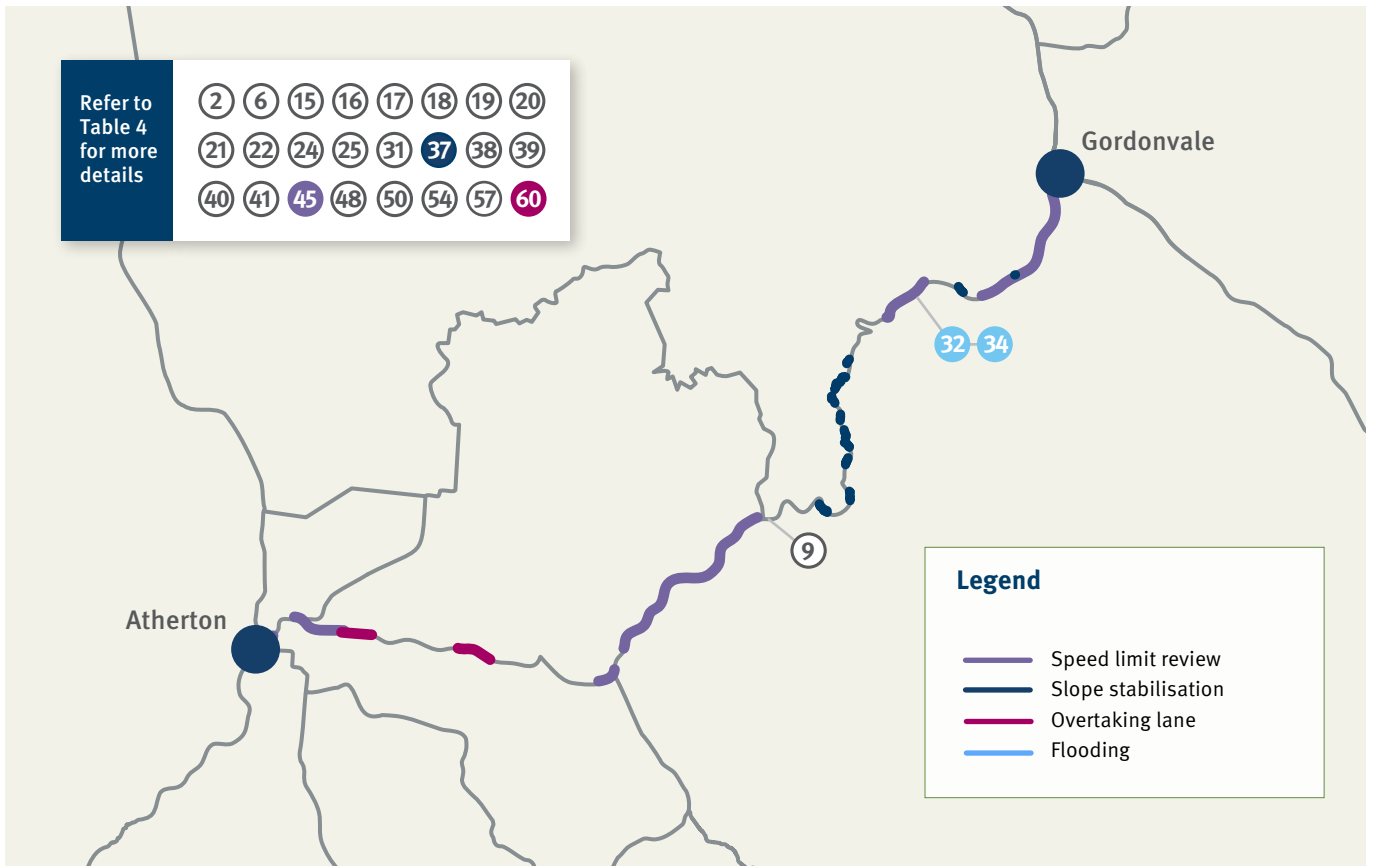 Refer to
Table 4
for more
details
2 6 15 16 17 18 19 20
21 22 24 25 31 37 38 39
40 41 45 48 50 54 57 60
Gordonvale
32 34
9
Atherton
Legend
Speed limit review
Slope stabilisation
Overtaking lane
Flooding